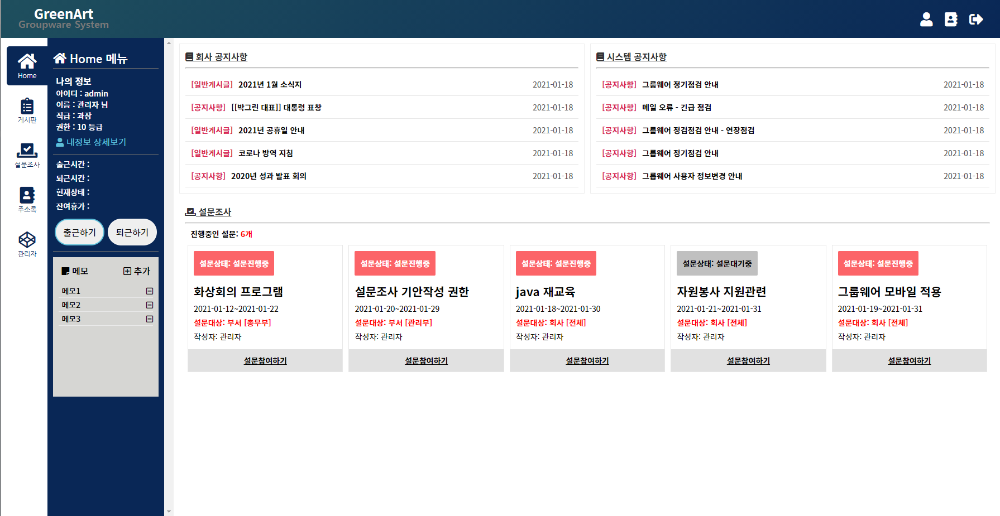 GreenArt
Groupware System
Home
게시판
설문조사
주소록
관리자
Home 메뉴
나의 정보
아이디 : admin
이름 : 관리자 님
직급 : 과장
권한 : 10 등급
내정보 상세보기
출근시간 :
퇴근시간 :
현재상태 :
잔여휴가 :
출근하기 퇴근하기
메모 추가
메모1
메모2
메모3
회사 공지사항
[일반게시글] 2021년 1월 소식지 2021-01-18
[공지사항] [[박그린 대표]] 대통령 표창 2021-01-18
[일반게시글] 2021년 공휴일 안내 2021-01-18
[일반게시글] 코로나 방역 지침 2021-01-18
[공지사항] 2020년 성과 발표 회의 2021-01-18
시스템 공지사항
[공지사항] 그룹웨어 정기점검 안내 2021-01-18
[공지사항] 메일 오류 - 긴급 점검 2021-01-18
[공지사항] 그룹웨어 정검점검 안내 - 연장점검 2021-01-18
[공지사항] 그룹웨어 정기점검 안내 2021-01-18
[공지사항] 그룹웨어 사용자 정보변경 안내 2021-01-18
설문조사
진행중인 설문: 6개
설문상태: 설문진행중
화상회의 프로그램
2021-01-12~2021-01-22
설문대상: 부서 [총무부]
작성자: 관리자
설문참여하기
설문상태: 설문진행중
설문조사 기안작성 권한
2021-01-20~2021-01-29
설문대상: 부서 [관리부]
작성자: 관리자
설문참여하기
설문상태: 설문진행중
java 재교육
2021-01-18~2021-01-30
설문대상: 회사 [전체]
작성자: 관리자
설문참여하기
설문상태: 설문대기중
자원봉사 지원관련
2021-01-21~2021-01-31
설문대상: 회사 [전체]
작성자: 관리자
설문참여하기
설문상태: 설문진행중
그룹웨어 모바일 적용
2021-01-19~2021-01-31
설문대상: 회사 [전체]
작성자: 관리자
설문참여하기